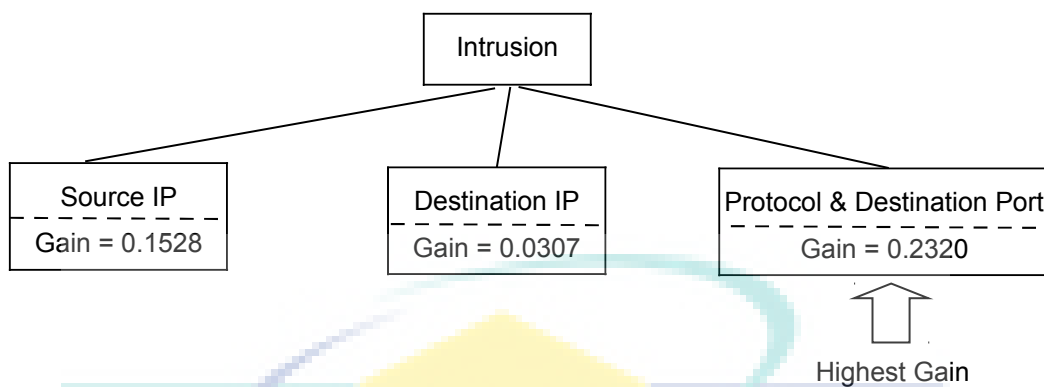 Intrusion
Source IP
Gain = 0.1528
Destination IP
Gain = 0.0307
Protocol & Destination Port
Gain = 0.2320
Highest Gain